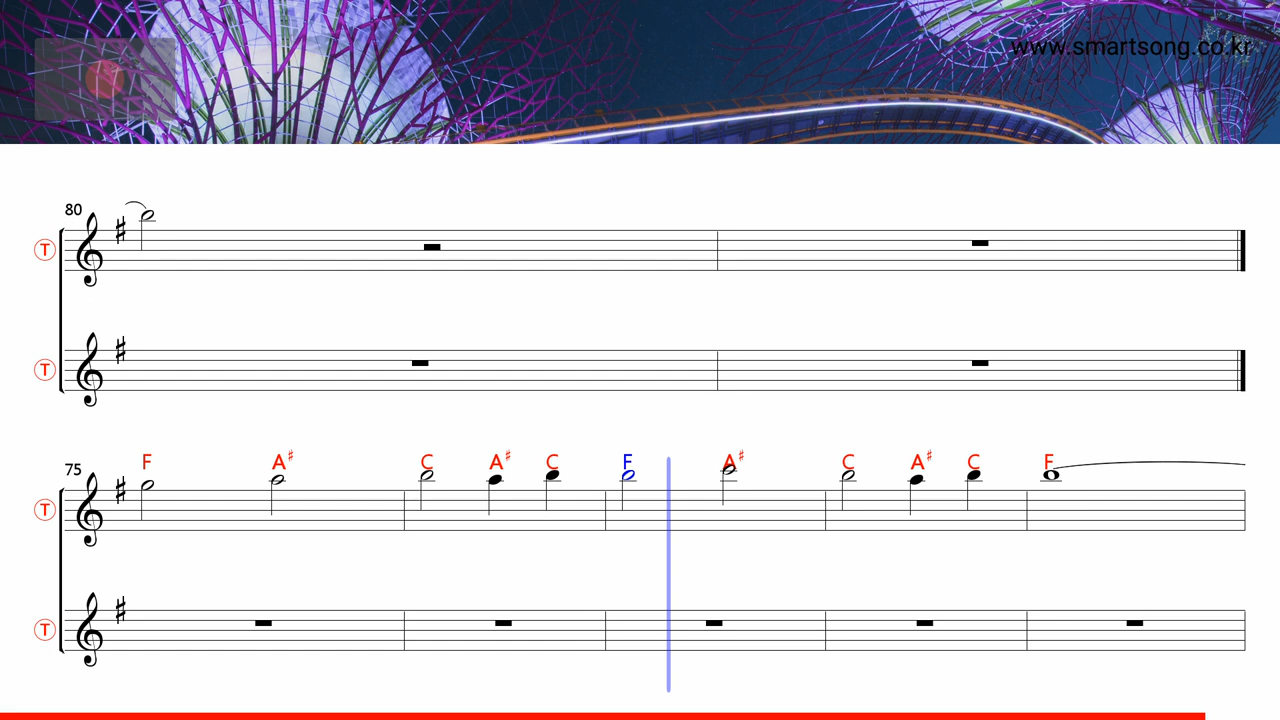 www.smartsong.co.kr
80
T
T
F A♯ C A♯ C F A♯ C A♯ C F
75
T
T